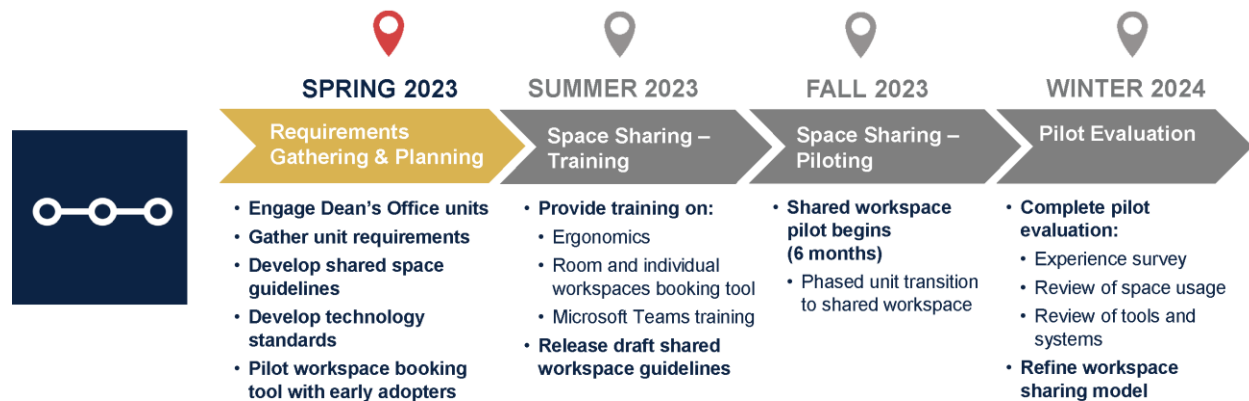 SPRING 2023
Requirements
Gathering & Planning
• Engage Dean's Office units
• Gather unit requirements
• Develop shared space
guidelines
• Develop technology
standards
• Pilot workspace booking
tool with early adopters
SUMMER 2023
Space Sharing –
Training
• Provide training on:
• Ergonomics
• Room and individual
workspaces booking tool
• Microsoft Teams training
• Release draft shared
workspace guidelines
FALL 2023
Space Sharing –
Piloting
• Shared workspace
pilot begins
(6 months)
• Phased unit transition
to shared workspace
WINTER 2024
Pilot Evaluation
• Complete pilot
evaluation:
• Experience survey
• Review of space usage
• Review of tools and
systems
• Refine workspace
sharing model